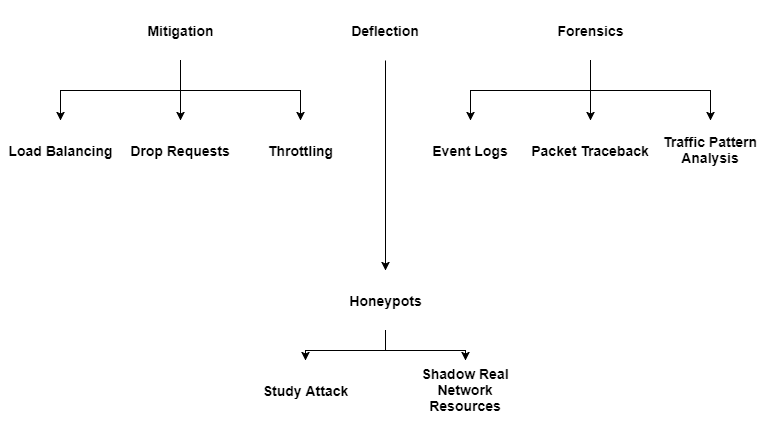 Mitigation
Deflection
Forensics
Load Balancing
Drop Requests
Throttling
Event Logs
Packet Traceback
Traffic Pattern
Analysis
Honeypots
Study Attack
Shadow Real
Network
Resources